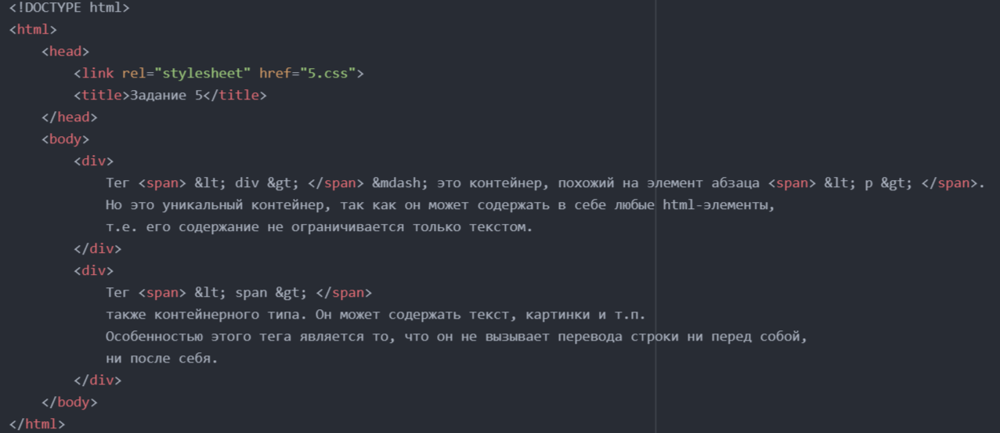 <!DOCTYPE html>
<html>
<head>
<link rel="stylesheet" href="5.css">
<title>Задание 5</title>
</head>
<body>
<div>
Тег <span> &lt; div &gt; </span> &mdash; это контейнер, похожий на элемент абзаца <span> &lt; p &gt; </span>.
Но это уникальный контейнер, так как он может содержать в себе любые html-элементы,
т.е. его содержание не ограничивается только текстом.
</div>
<div>
Тег <span> &lt; span &gt; </span>
также контейнерного типа. Он может содержать текст, картинки и т.п.
Особенностью этого тега является то, что он не вызывает перевода строки ни перед собой,
ни после себя.
</div>
</body>
</html>